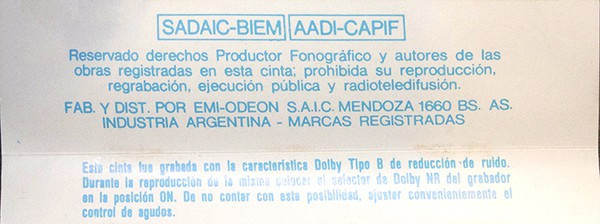 SADAIC-BIEM AADI-CAPIF
Reservado derechos Productor Fonográfico y autores de las
obras registradas en esta cinta; prohibida su reproducción,
regrabación, ejecución pública y radioteledifusión.
FAB. Y DIST. POR EMI-ODEON S.A.I.C. MENDOZA 1660 BS. AS.
INDUSTRIA ARGENTINA - MARCAS REGISTRADAS
Esta cinta fue grabada con la característica Dolby Tipo B de reducción de ruido.
Durante la reproducción de la misma colocar el selector de Dolby NR del grabador
en la posición ON. De no contar con esta posibilidad, ajustar convenientemente el
control de agudos.